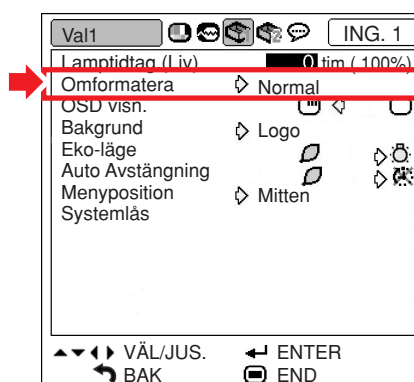 Val1 ING. 1
Lamptidtag (Liv) 0 tim ( 100%)
Omformatera Normal
OSD visn.
Bakgrund Logo
Eko-läge
Auto Avstängning
Menyposition Mitten
Systemlås
VÄL/JUS. ENTER
BAK END